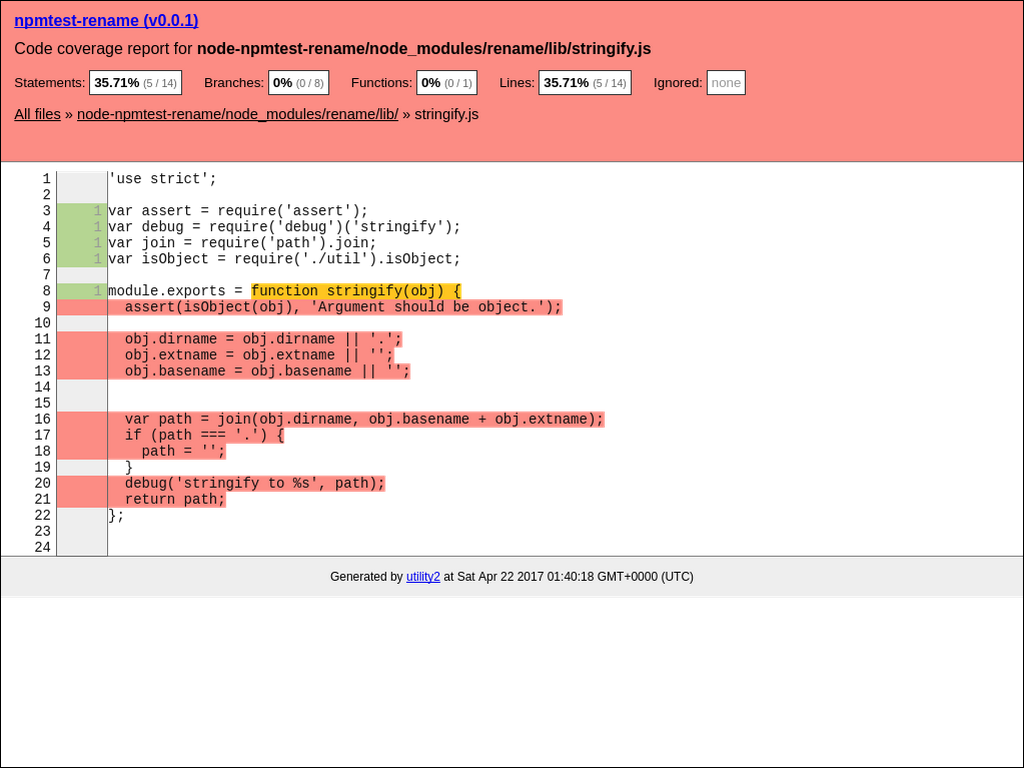 npmtest-rename (v0.0.1)
Code coverage report for node-npmtest-rename/node_modules/rename/lib/stringify.js
Statements: 35.71% (5 / 14) Branches: 0% (0 / 8) Functions: 0% (0 / 1) Lines: 35.71% (5 / 14) Ignored: none
All files » node-npmtest-rename/node_modules/rename/lib/ » stringify.js
1 'use strict';
2
3 1 var assert = require('assert');
4 1 var debug = require('debug')('stringify');
5 1 var join = require('path').join;
6 1 var isObject = require('./util').isObject;
7
8 1 module.exports = function stringify(obj) {
9 assert(isObject(obj), 'Argument should be object.');
10
11 obj.dirname = obj.dirname || '.';
12 obj.extname = obj.extname || '';
13 obj.basename = obj.basename || '';
14
15
16 var path = join(obj.dirname, obj.basename + obj.extname);
17 if (path === '.') {
18 path = '';
19 }
20 debug('stringify to %s', path);
21 return path;
22 };
23
24
Generated by utility2 at Sat Apr 22 2017 01:40:18 GMT+0000 (UTC)